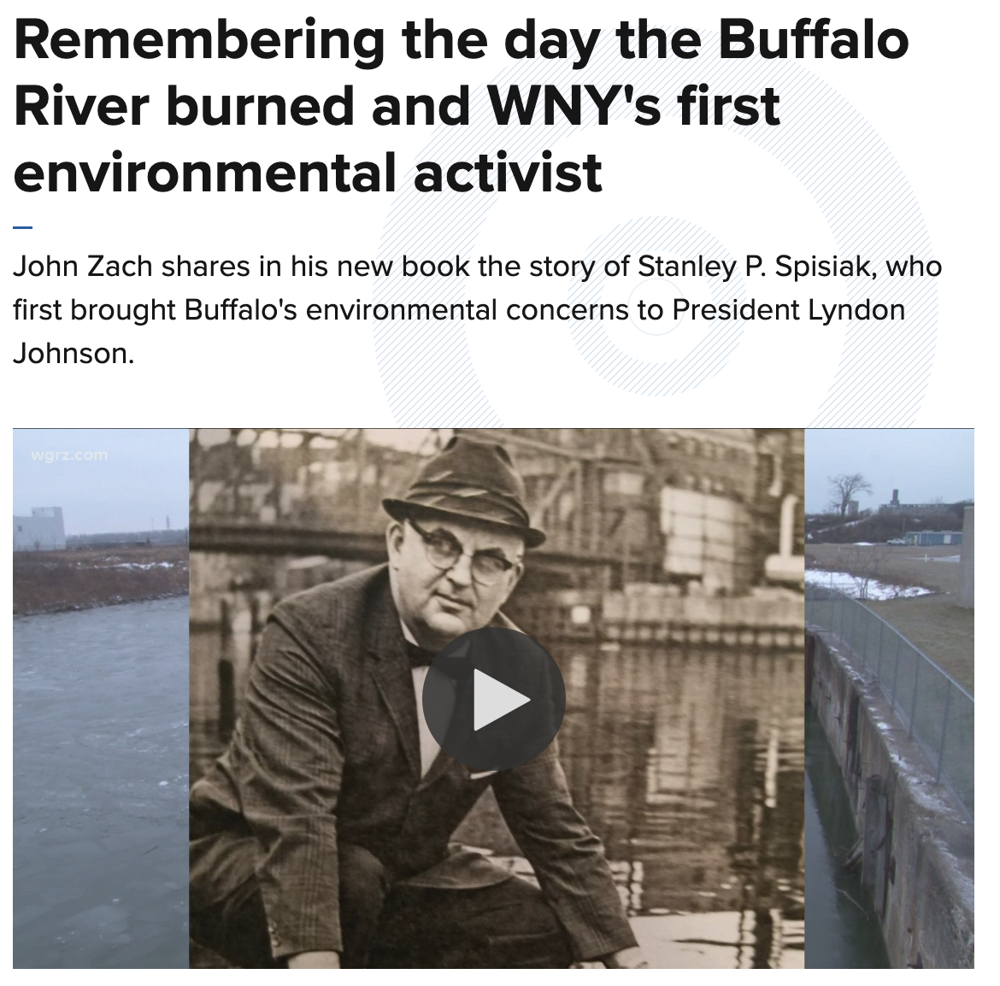 Remembering the day the Buffalo
River burned and WNY's first
environmental activist
John Zach shares in his new book the story of Stanley P. Spisiak, who
first brought Buffalo's environmental concerns to President Lyndon
Johnson.
wgrz.com